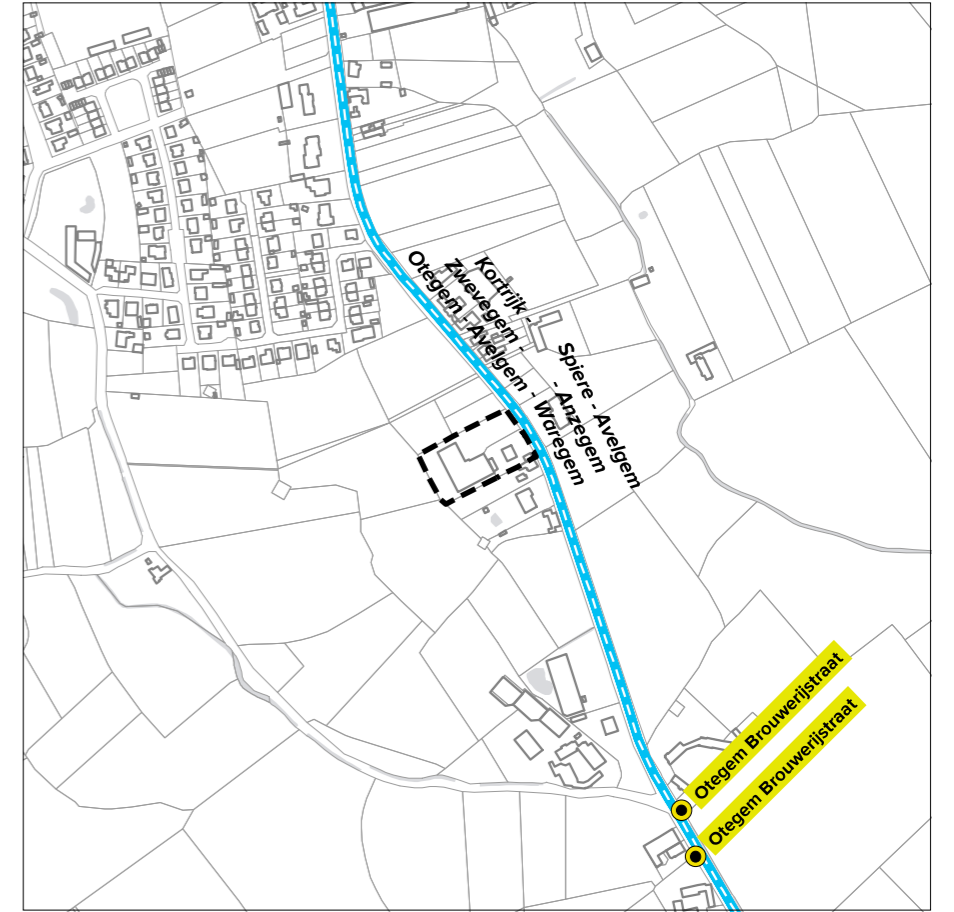 Kortrijk - Spiere - Avelgem
Zwevegem - - Anzegem
Otegem - Avelgem - Waregem
Otegem Brouwerijstraat
Otegem Brouwerijstraat